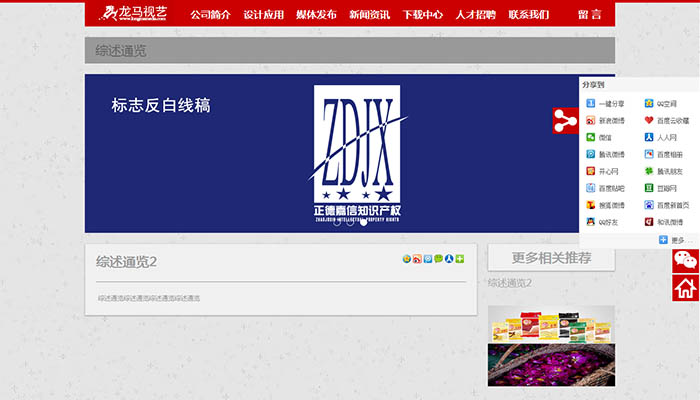 龙马视艺
公司简介 设计应用 媒体发布 新闻资讯 下载中心 人才招聘 联系我们 留 言
综述通览
标志反白线稿
ZDJX
正德嘉信知识产权
ZHADJOXIN INTELLECTUAL PROPERTY RIGHTS
分享到
一键分享 QQ空间
新浪微博 百度云收藏
微信 人人网
腾讯微博 百度相册
开心网 腾讯朋友
百度贴吧 豆瓣网
搜狐微博 百度新首页
QQ好友 和讯微博
更多...
综述通览2
综述通览综述通览综述通览综述通览
更多相关推荐
综述通览2